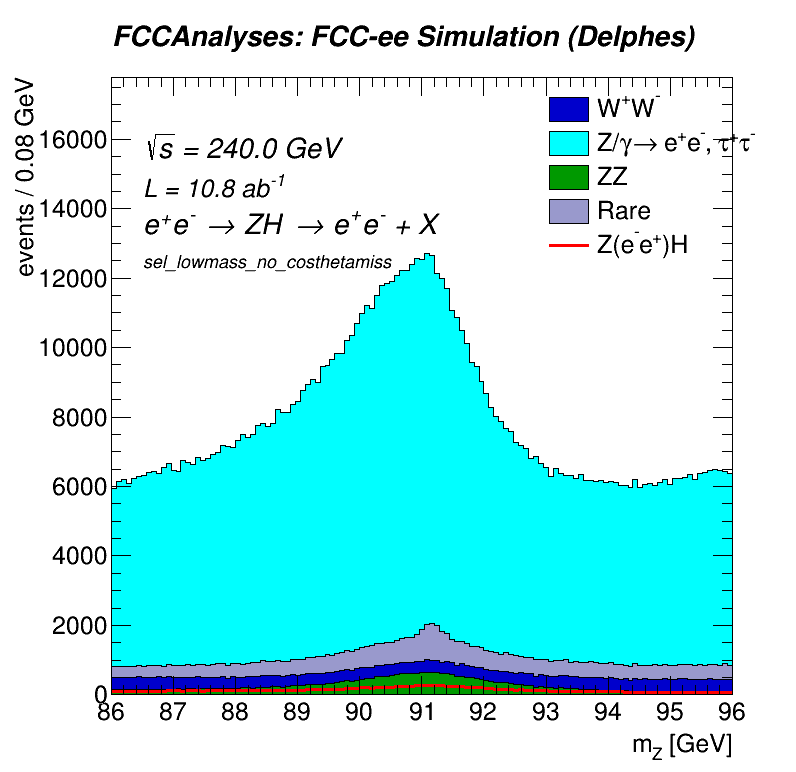 FCCAnalyses: FCC-ee Simulation (Delphes)
events / 0.08 GeV
16000
14000
12000
10000
8000
6000
4000
2000
0
√s = 240.0 GeV
L = 10.8 ab⁻¹
e⁺e⁻ → ZH → e⁺e⁻ + X
sel_lowmass_no_costhetamiss
W⁺W⁻
Z/γ→ e⁺e⁻, τ⁺τ⁻
ZZ
Rare
Z(e⁻e⁺)H
86 87 88 89 90 91 92 93 94 95 96
m_Z [GeV]